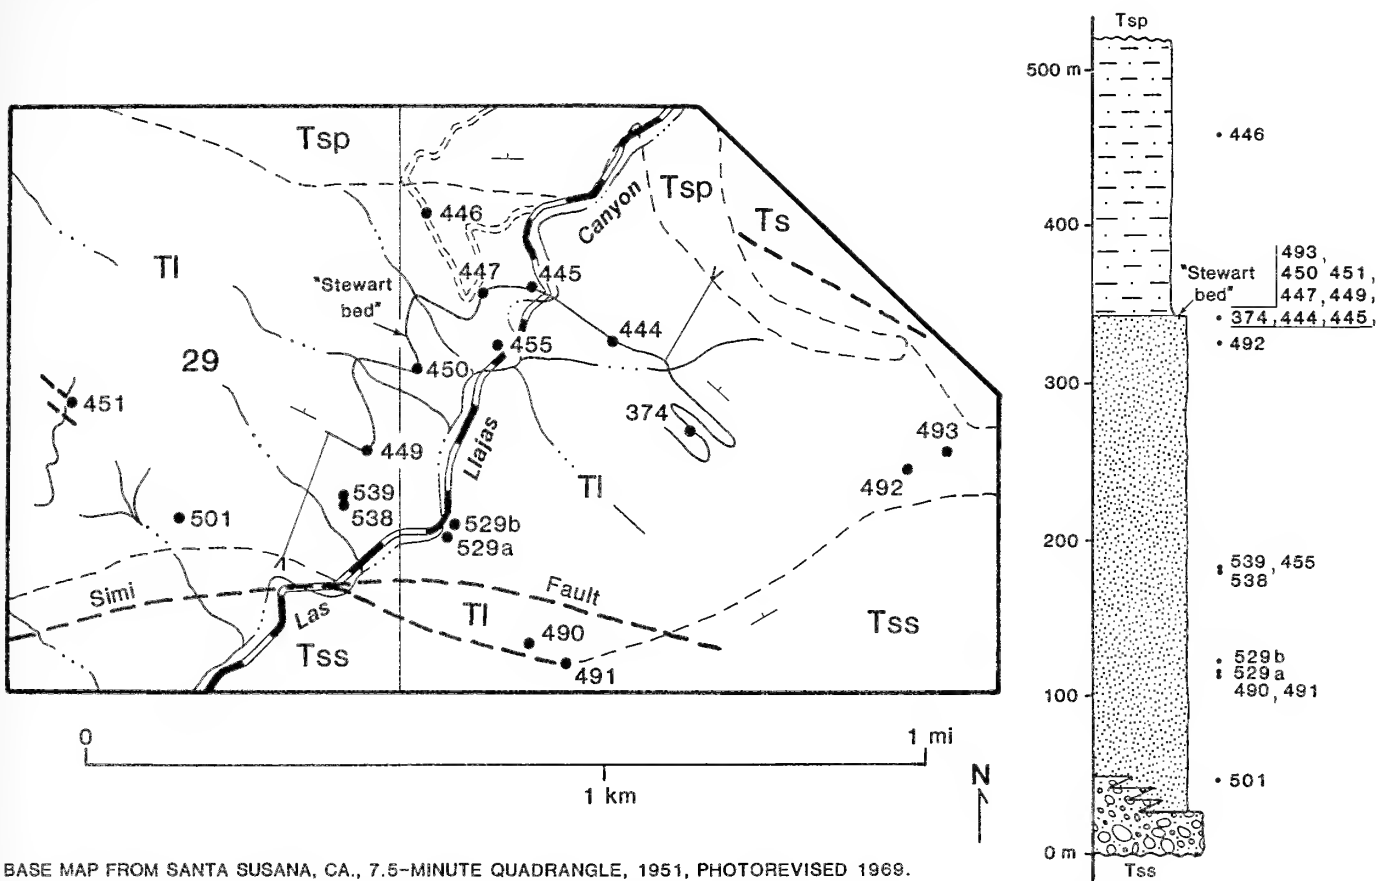 Tsp
Tsp
Ts
Canyon
446
Tl
447
445
"Stewart
bed"
444
455
29
450
451
374
493
449
Llajas
492
539
538
Tl
501
529b
529a
Simi
Fault
Las
Tl
490
Tss
Tss
491
0
1 mi
1 km
N
BASE MAP FROM SANTA SUSANA, CA., 7.5-MINUTE QUADRANGLE, 1951, PHOTOREVISED 1969.
Tsp
500 m
446
400
"Stewart
bed"
493,
450 451,
447, 449,
374, 444, 445,
492
300
200
539, 455
538
529b
529a
490, 491
100
501
0 m
Tss